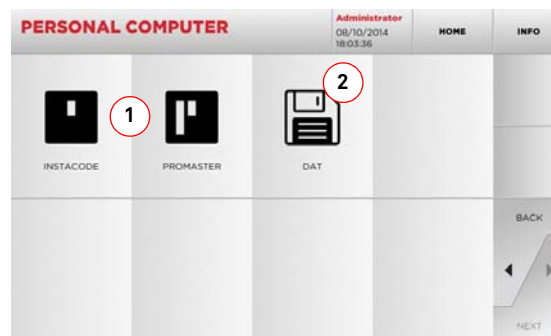 PERSONAL COMPUTER
Administrator
08/10/2014
18:03:36
HOME
INFO
1
2
INSTACODE
PROMASTER
DAT
BACK
NEXT